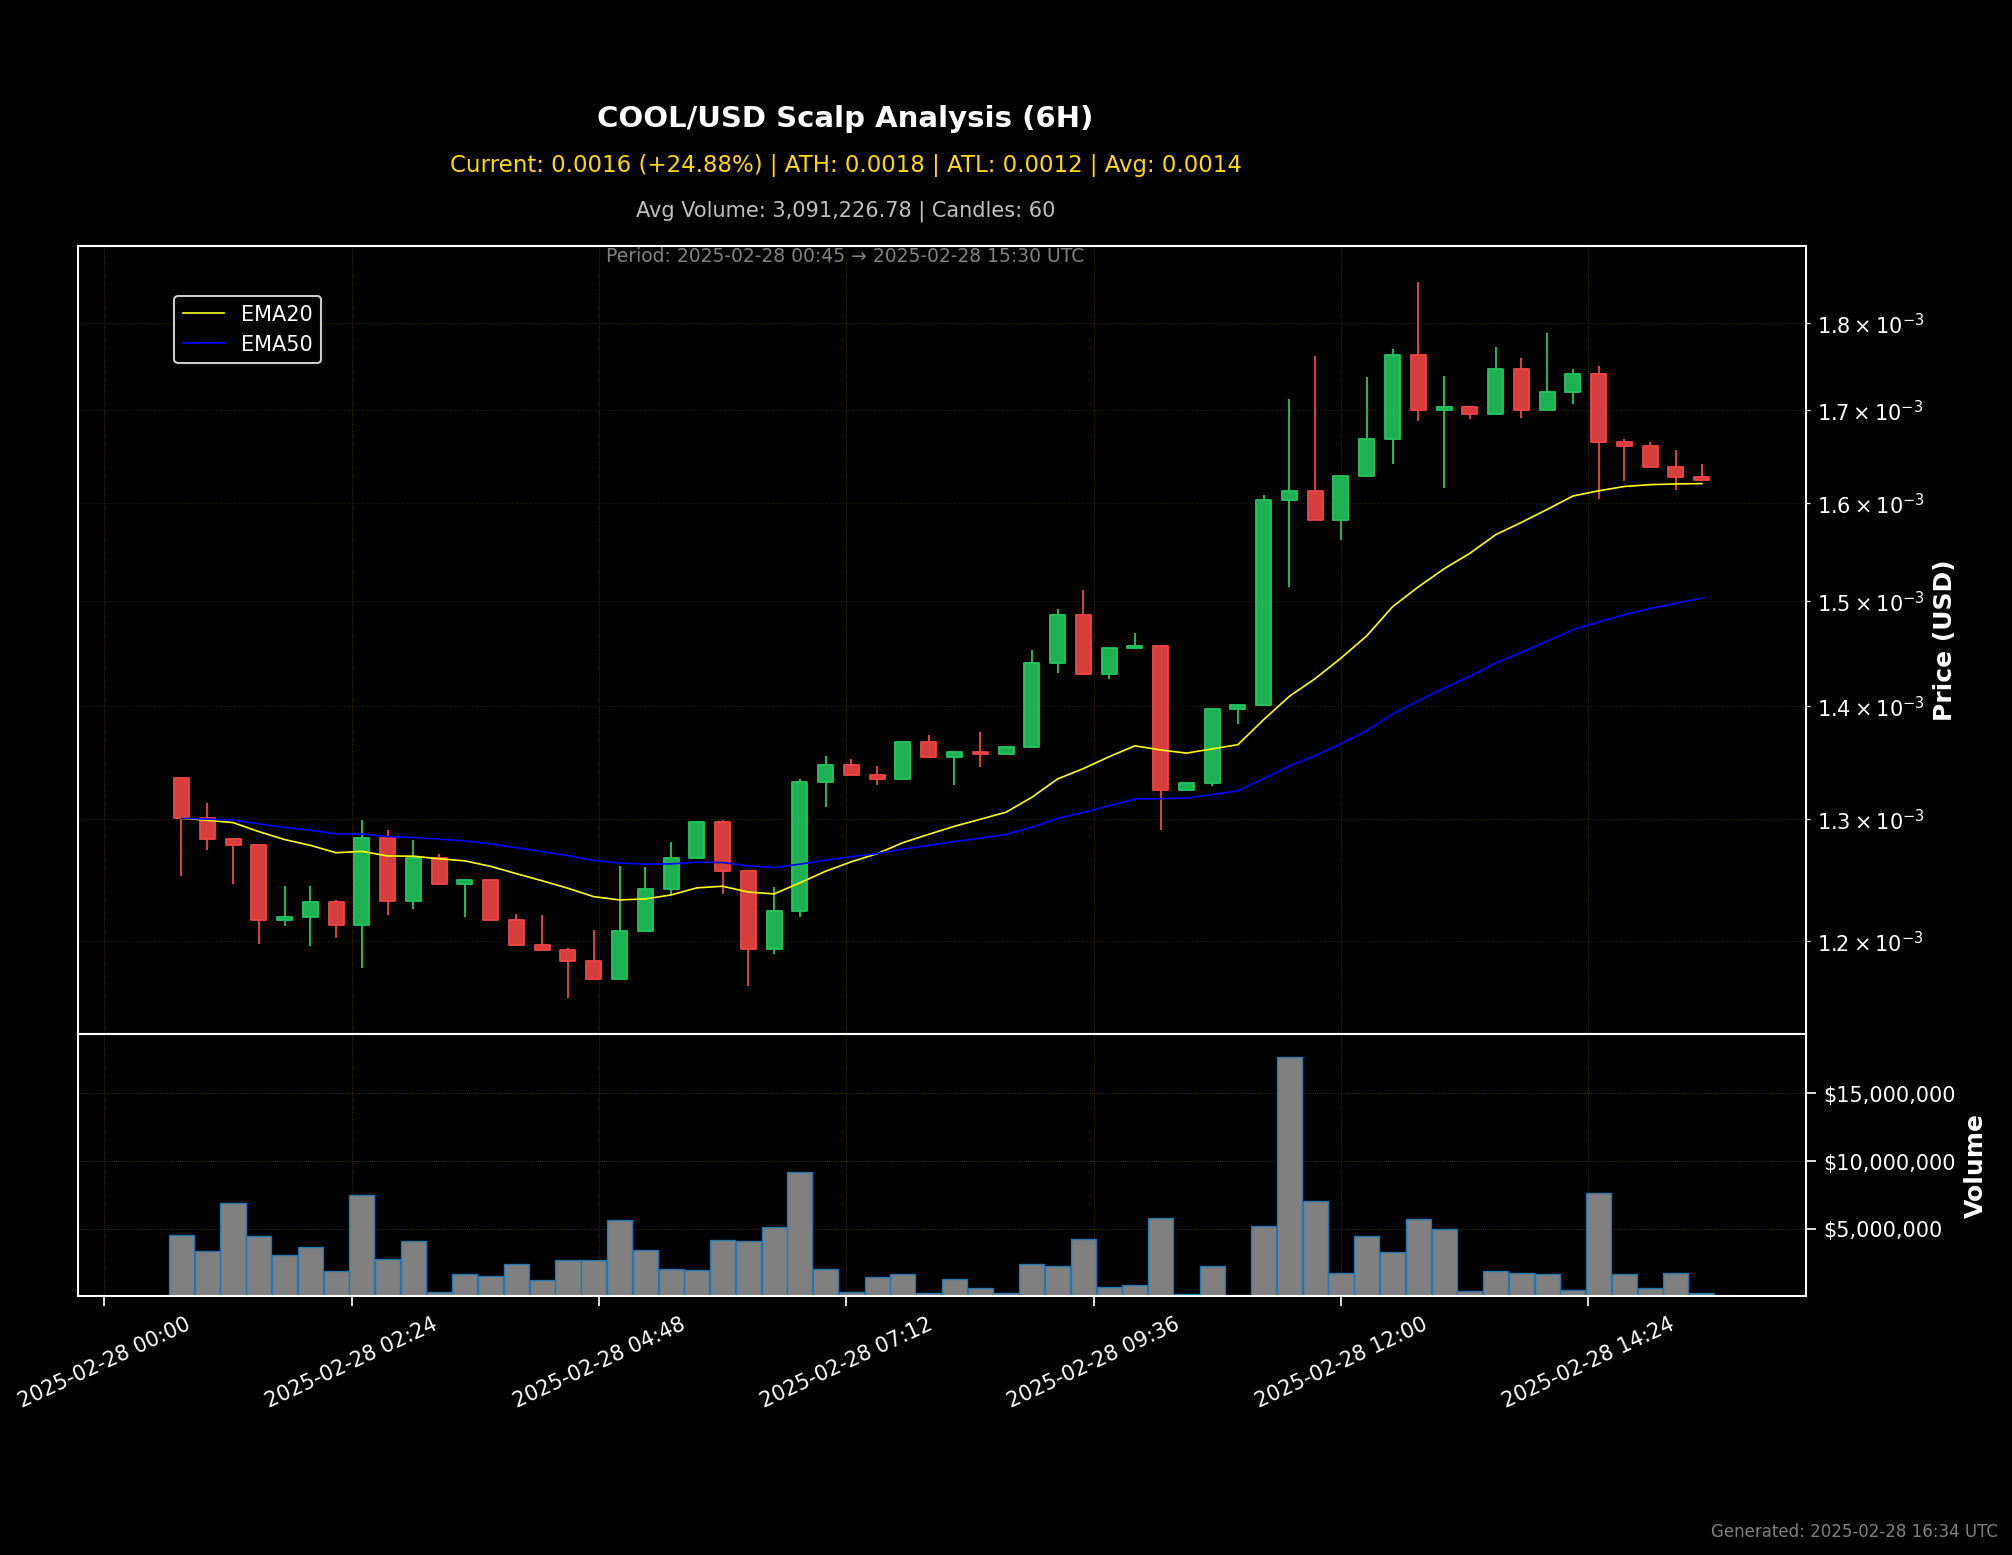 COOL/USD Scalp Analysis (6H)
Current: 0.0016 (+24.88%) | ATH: 0.0018 | ATL: 0.0012 | Avg: 0.0014
Avg Volume: 3,091,226.78 | Candles: 60
Period: 2025-02-28 00:45 → 2025-02-28 15:30 UTC
EMA20
EMA50
1.8 × 10⁻³
1.7 × 10⁻³
1.6 × 10⁻³
1.5 × 10⁻³
1.4 × 10⁻³
1.3 × 10⁻³
1.2 × 10⁻³
Price (USD)
$15,000,000
$10,000,000
$5,000,000
Volume
2025-02-28 00:00
2025-02-28 02:24
2025-02-28 04:48
2025-02-28 07:12
2025-02-28 09:36
2025-02-28 12:00
2025-02-28 14:24
Generated: 2025-02-28 16:34 UTC